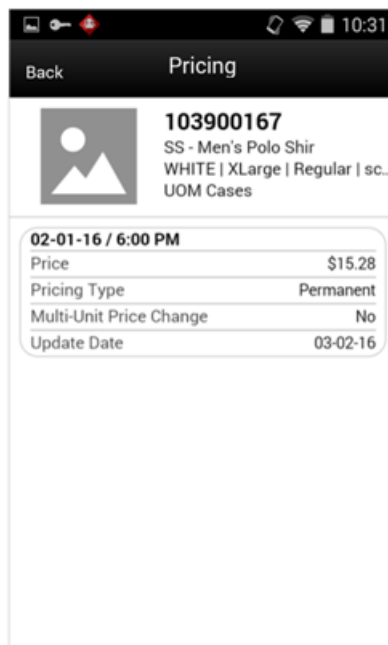 10:31
Back
Pricing
103900167
SS - Men's Polo Shir
WHITE | XLarge | Regular | sc...
UOM Cases
02-01-16 / 6:00 PM
Price $15.28
Pricing Type Permanent
Multi-Unit Price Change No
Update Date 03-02-16